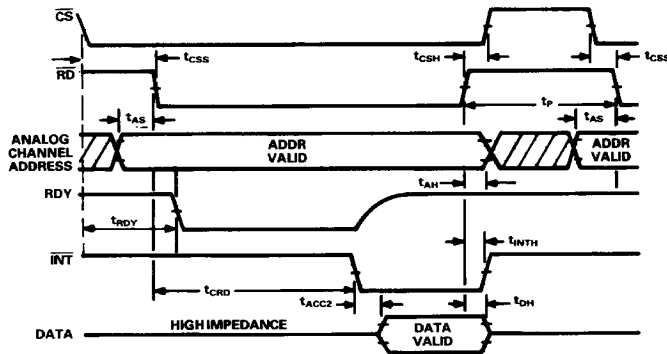 CS
tCSS
tCSH
tCSS
RD
tAS
tP
tAS
ANALOG
CHANNEL
ADDRESS
ADDR
VALID
ADDR
VALID
tAH
RDY
tRDY
INT
tINTH
tCRD
tACC2
tDH
DATA
HIGH IMPEDANCE
DATA
VALID